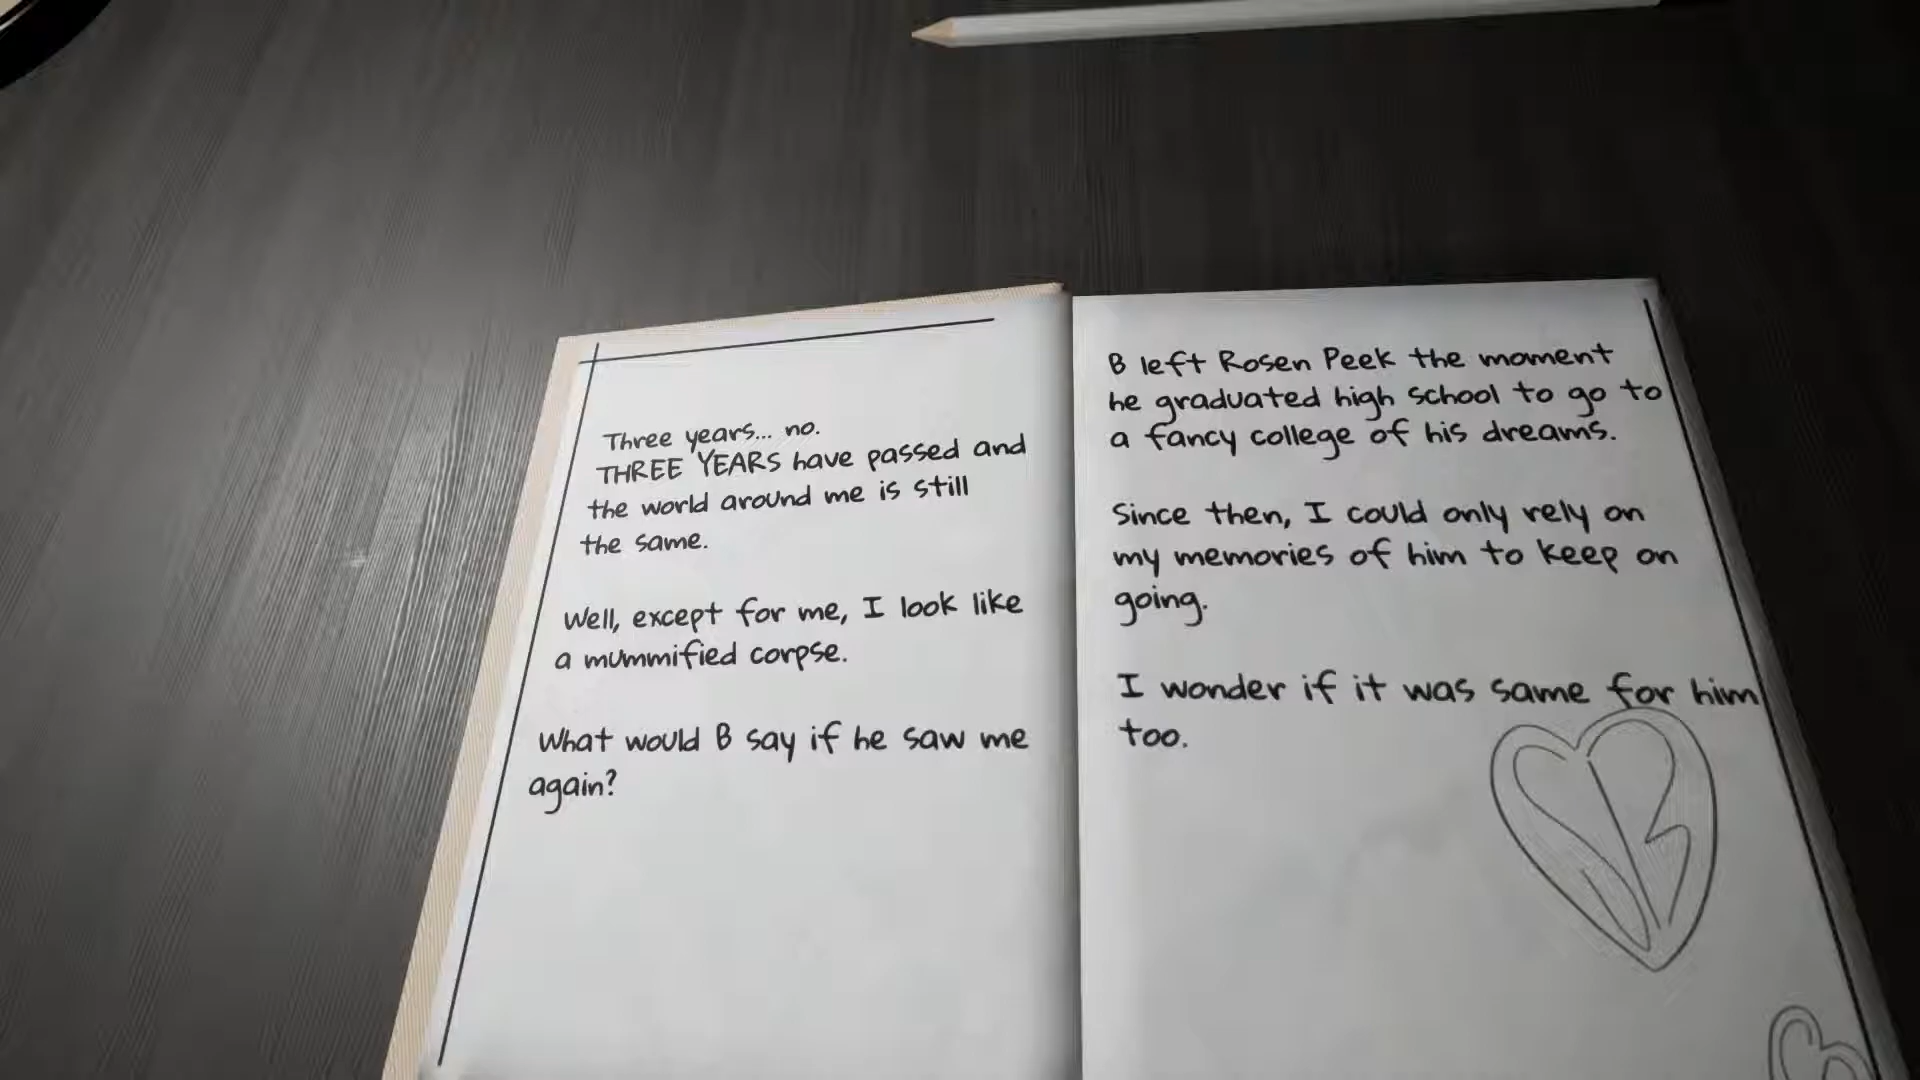 Three years... no.
THREE YEARS have passed and
the world around me is still
the same.
Well, except for me, I look like
a mummified corpse.
What would B say if he saw me
again?
B left Rosen Peek the moment
he graduated high school to go to
a fancy college of his dreams.
Since then, I could only rely on
my memories of him to keep on
going.
I wonder if it was same for him
too.
S B